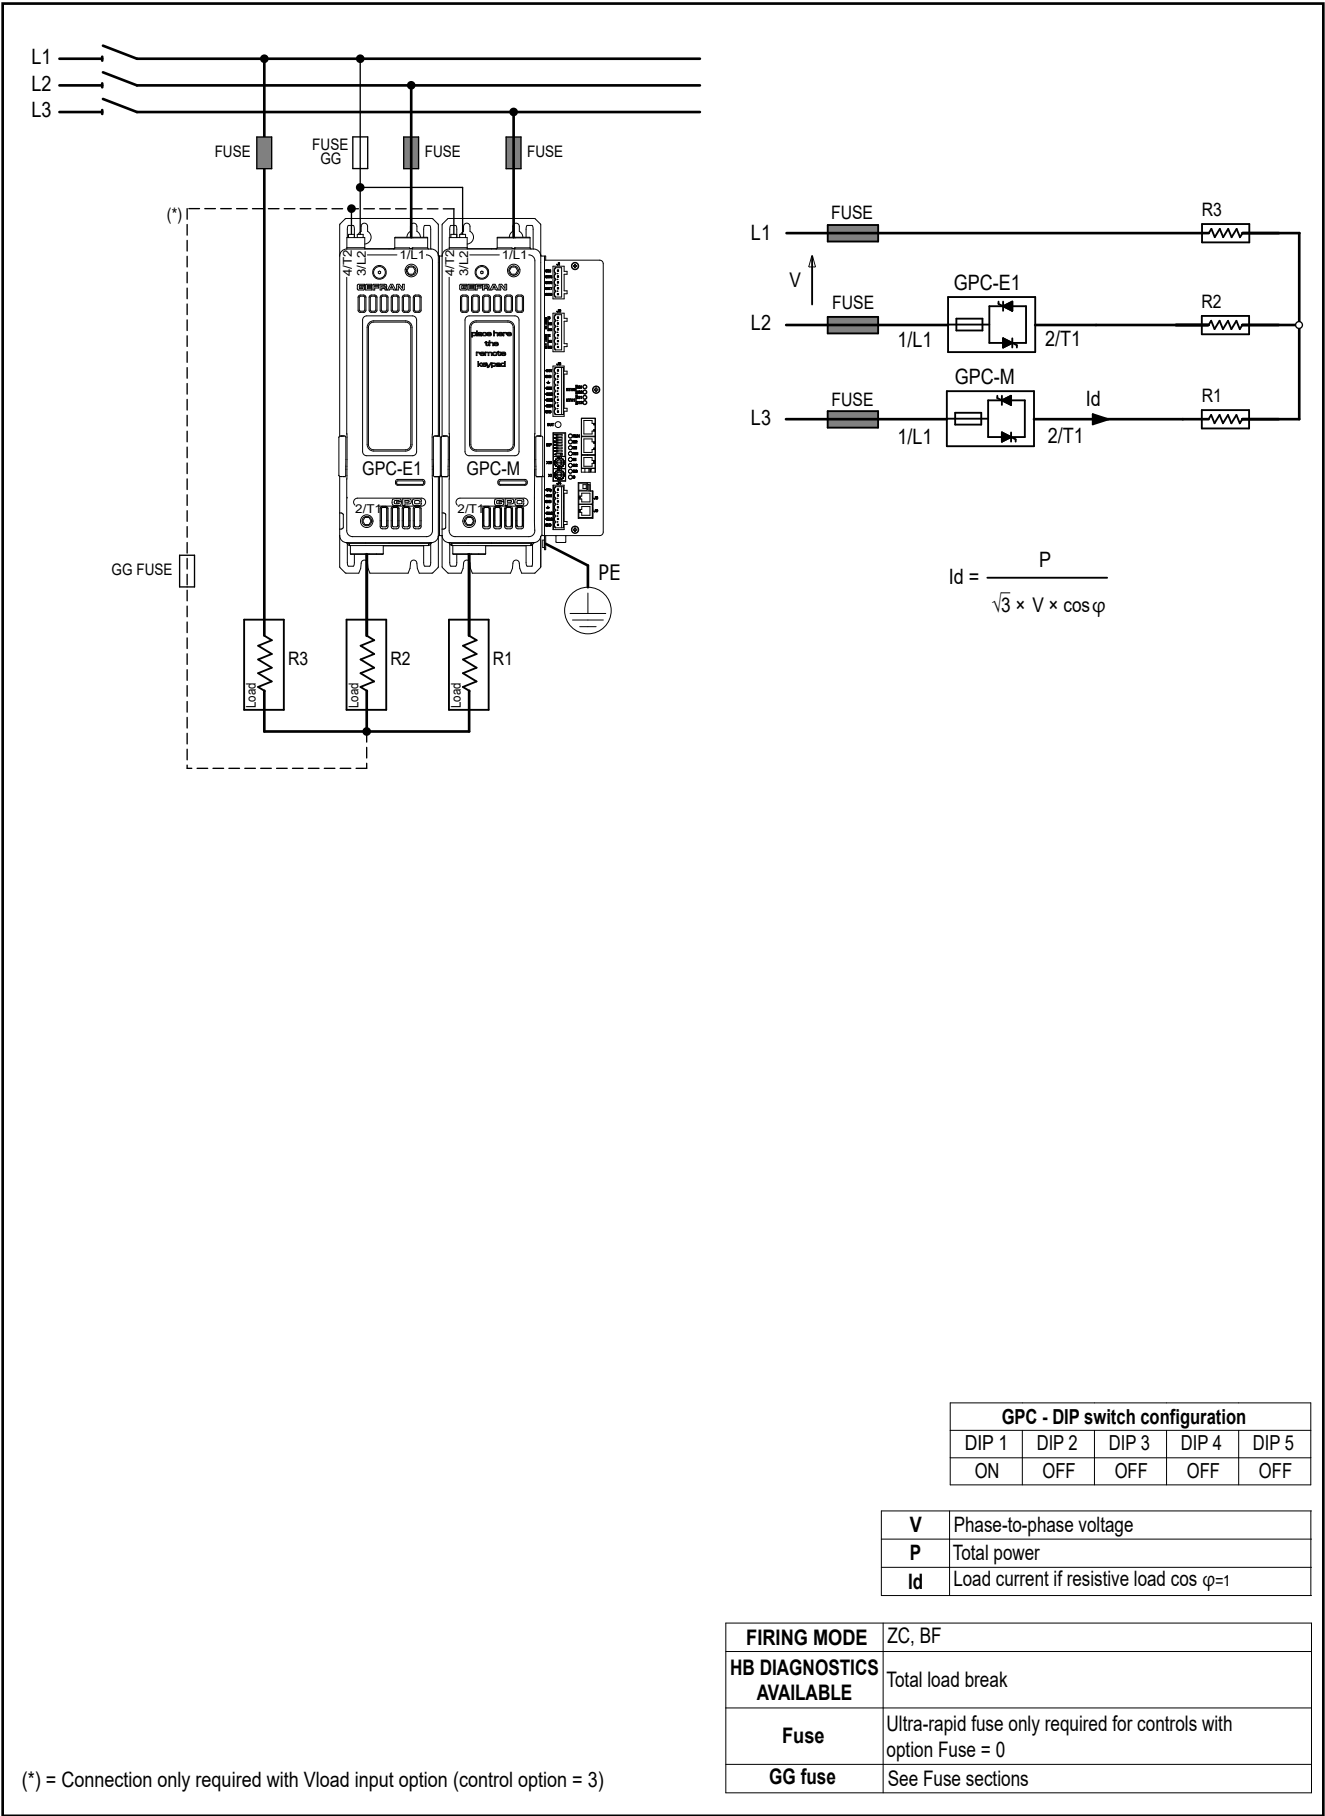 L1
L2
L3
FUSE
FUSE
GG
FUSE
FUSE
(*)
4/T2
3/L2
1/L1
4/T2
3/L2
1/L1
GEFRAN
GEFRAN
place here
the
remote
keypad
GPC-E1
GPC-M
2/T1
GPC
2/T1
GPC
GG FUSE
PE
R3
R2
R1
Load
Load
Load
L1
FUSE
R3
V
L2
FUSE
GPC-E1
1/L1
2/T1
R2
L3
FUSE
GPC-M
1/L1
2/T1
Id
R1
Id = P
√3 × V × cosφ
GPC - DIP switch configuration
DIP 1 DIP 2 DIP 3 DIP 4 DIP 5
ON OFF OFF OFF OFF
V Phase-to-phase voltage
P Total power
Id Load current if resistive load cos φ=1
FIRING MODE ZC, BF
HB DIAGNOSTICS
AVAILABLE
Total load break
Fuse
Ultra-rapid fuse only required for controls with
option Fuse = 0
GG fuse See Fuse sections
(*) = Connection only required with Vload input option (control option = 3)